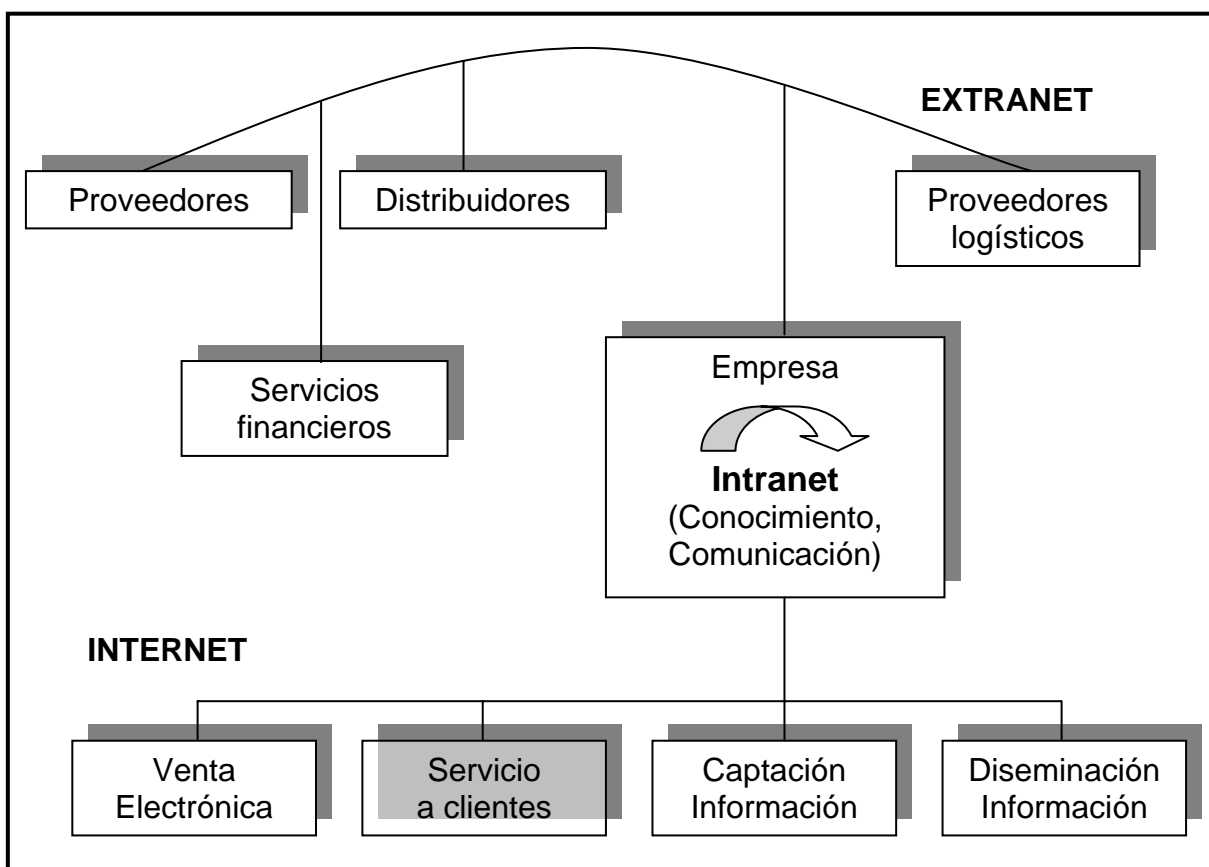 EXTRANET
Proveedores
Distribuidores
Proveedores
logísticos
Servicios
financieros
Empresa
Intranet
(Conocimiento,
Comunicación)
INTERNET
Venta
Electrónica
Servicio
a clientes
Captación
Información
Diseminación
Información